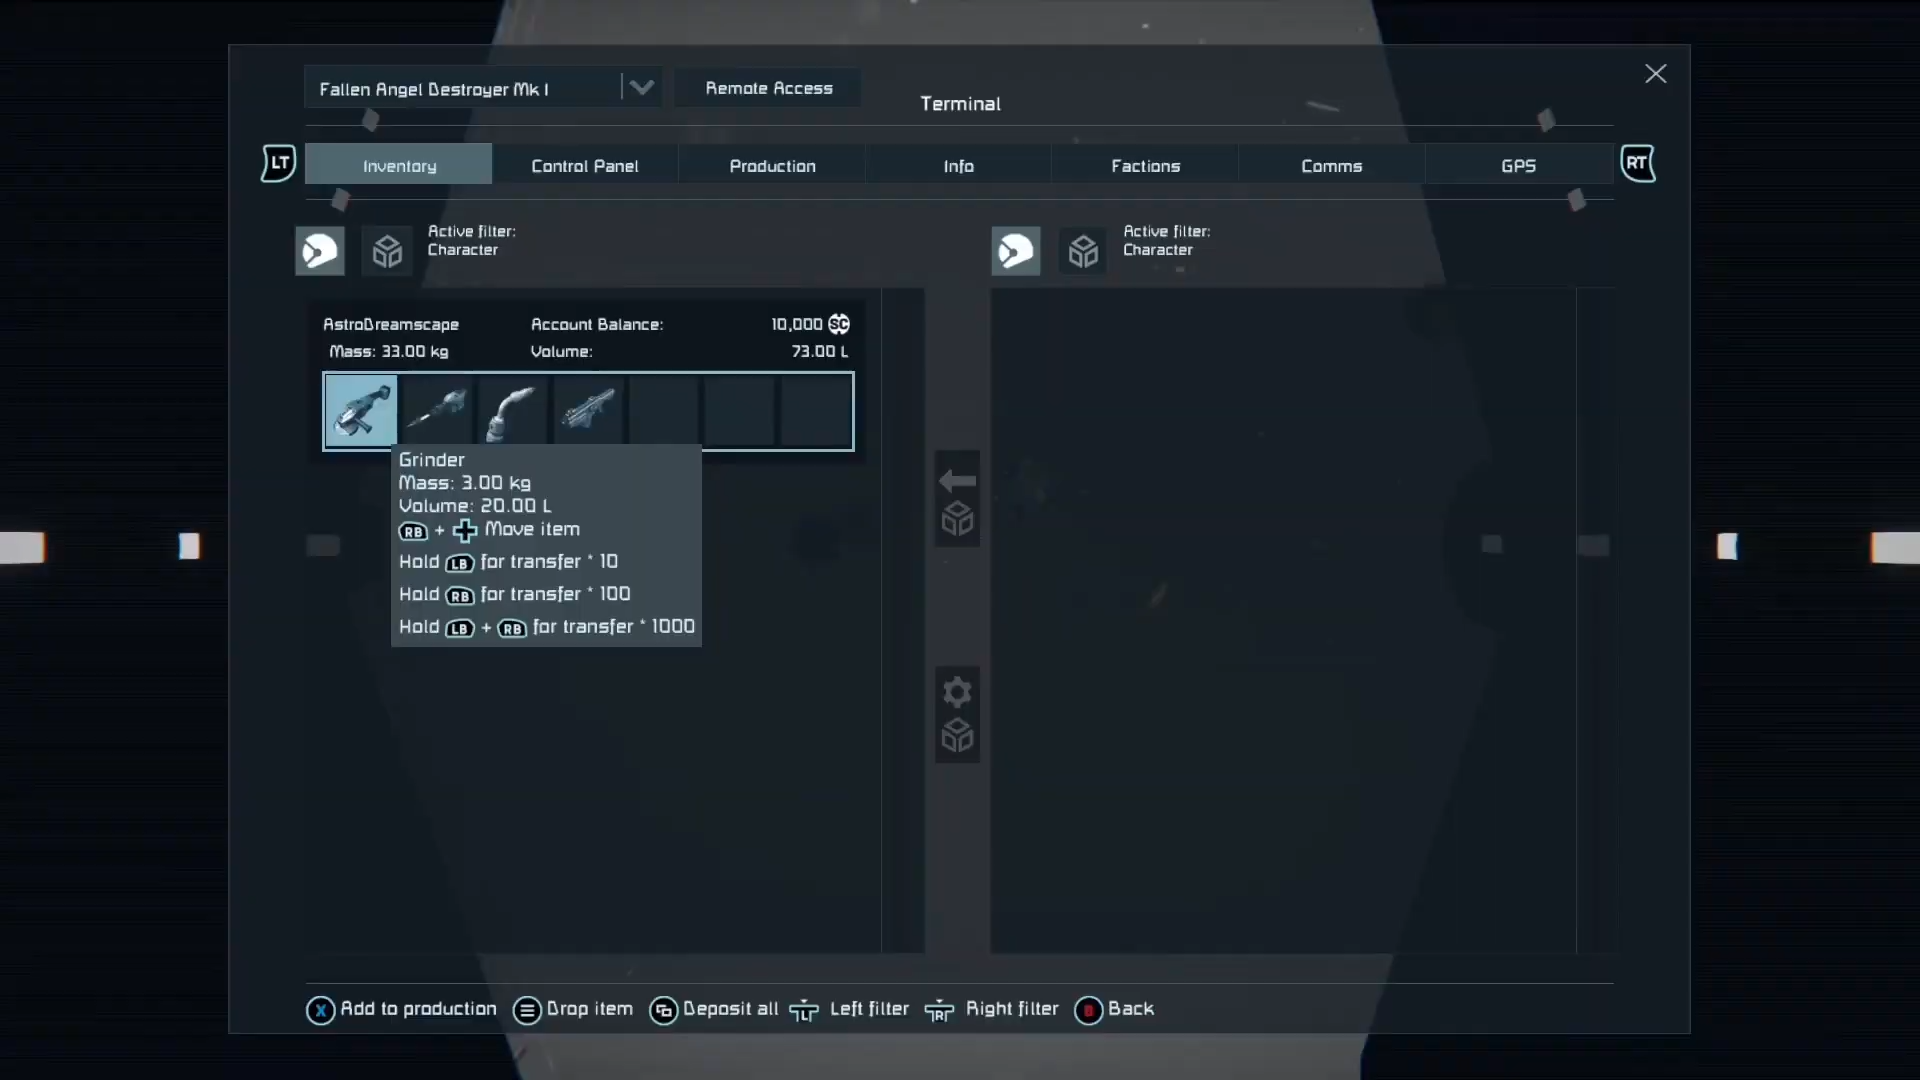 Fallen Angel Destroyer Mk I
Remote Access
Terminal
LT
Inventory
Control Panel
Production
Info
Factions
Comms
GPS
RT
Active filter:
Character
Active filter:
Character
AstroDreamscape
Account Balance:
10,000 SC
Mass: 33.00 kg
Volume:
73.00 L
Grinder
Mass: 3.00 kg
Volume: 20.00 L
RB + Move item
Hold LB for transfer * 10
Hold RB for transfer * 100
Hold LB + RB for transfer * 1000
X Add to production
Drop item
Deposit all
L Left filter
R Right filter
B Back